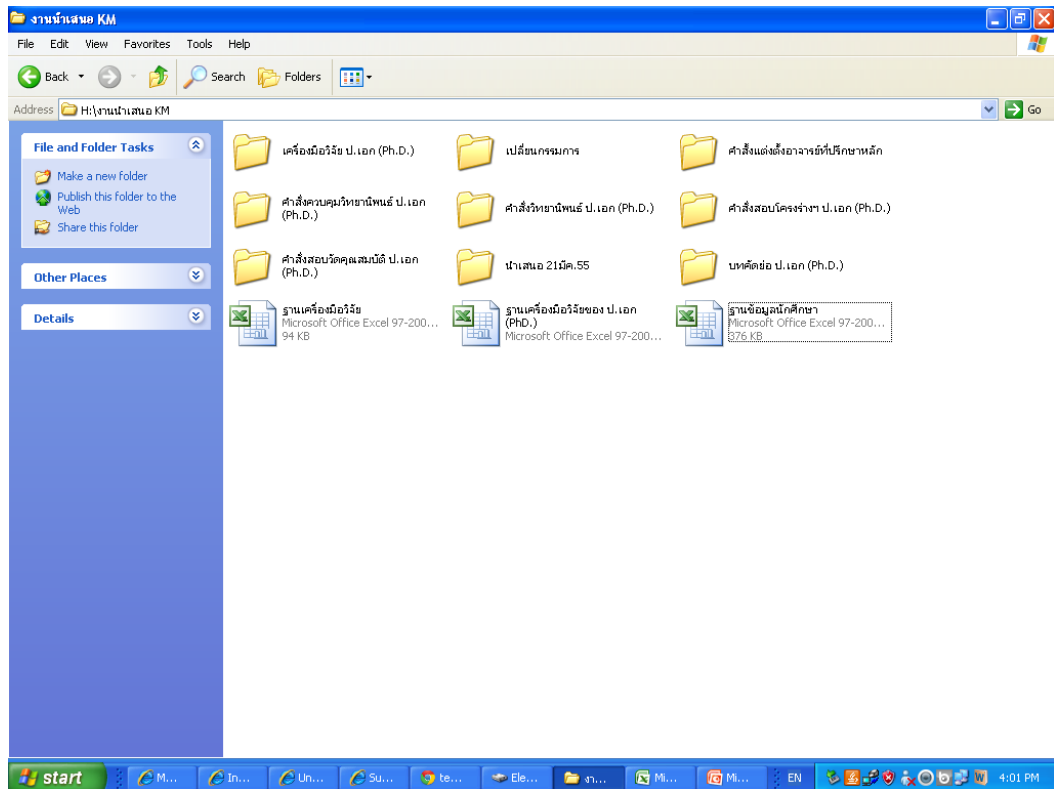 งานนำเสนอ KM
File Edit View Favorites Tools Help
Back Search Folders
Address H:\งานนำเสนอ KM Go
File and Folder Tasks
Make a new folder
Publish this folder to the
Web
Share this folder
Other Places
Details
เครื่องมือวิจัย ป.เอก (Ph.D.)
เปลี่ยนกรรมการ
คำสั่งแต่งตั้งอาจารย์ที่ปรึกษาหลัก
คำสั่งควบคุมวิทยานิพนธ์ ป.เอก
(Ph.D.)
คำสั่งวิทยานิพนธ์ ป.เอก (Ph.D.)
คำสั่งสอบโครงร่างฯ ป.เอก (Ph.D.)
คำสั่งสอบวัดคุณสมบัติ ป.เอก
(Ph.D.)
นำเสนอ 21มีค.55
บทคัดย่อ ป.เอก (Ph.D.)
ฐานเครื่องมือวิจัย
Microsoft Office Excel 97-200...
94 KB
ฐานเครื่องมือวิจัยของ ป.เอก
(PhD.)
Microsoft Office Excel 97-200...
ฐานข้อมูลนักศึกษา
Microsoft Office Excel 97-200...
376 KB
start M... In... Un... Su... te... Ele... งา... Mi... Mi... EN 4:01 PM